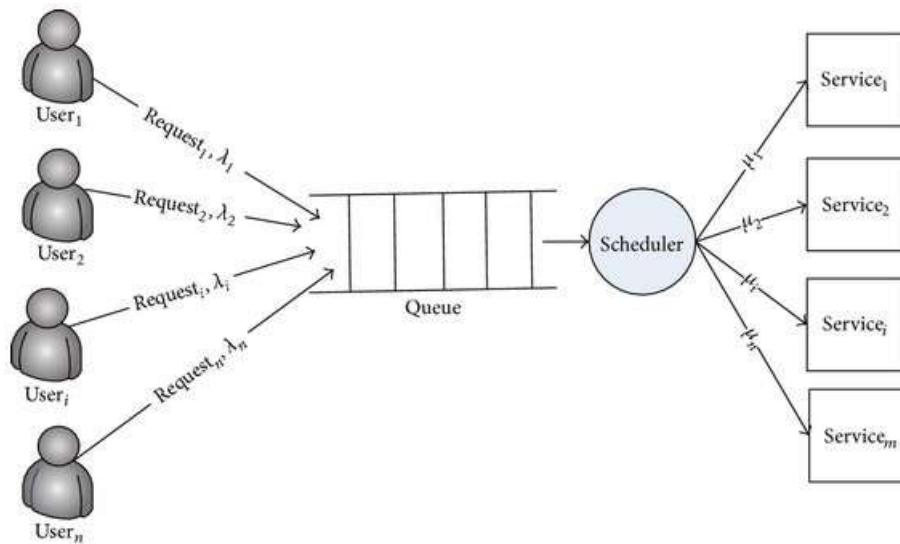 User₁
User₂
Userᵢ
Userₙ
Request₁, λ₁
Request₂, λ₂
Requestᵢ, λᵢ
Requestₙ, λₙ
Queue
Scheduler
μ₁
μ₂
μᵢ
μₙ
Service₁
Service₂
Serviceᵢ
Serviceₘ